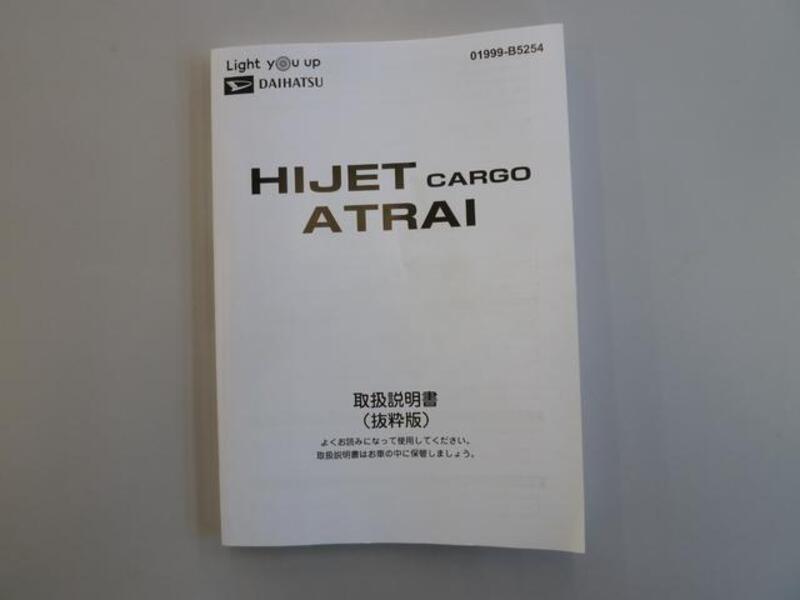 Light you up
01999-B5254
DAIHATSU
HIJET CARGO
ATRAI
取扱説明書
（抜粋版）
よくお読みになって使用してください。
取扱説明書はお車の中に保管しましょう。